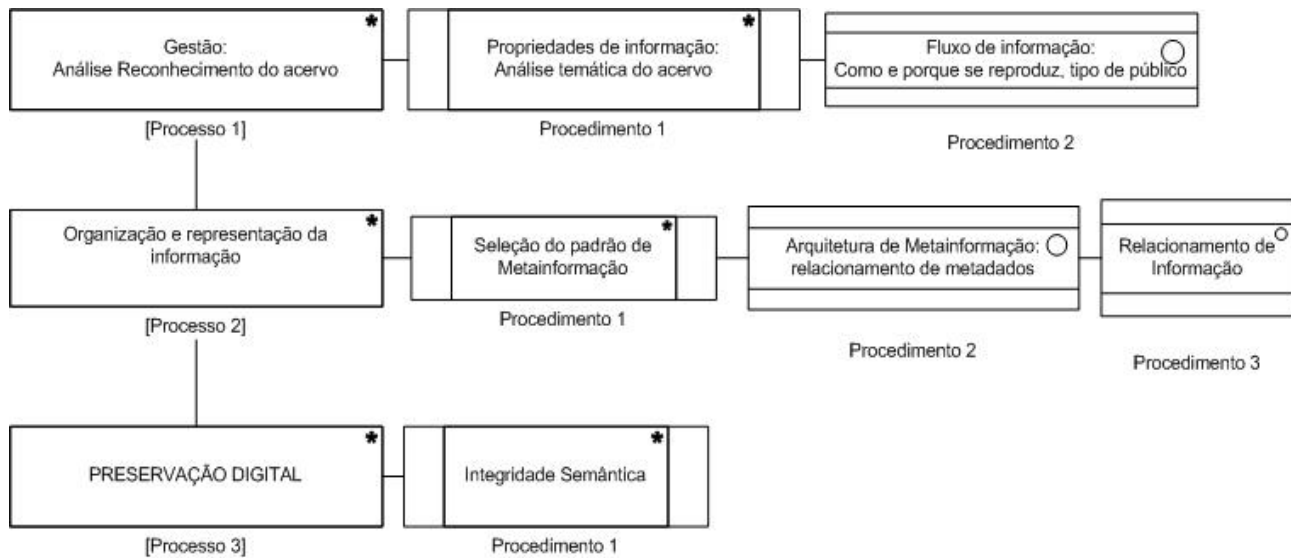 *
Gestão:
Análise Reconhecimento do acervo
[Processo 1]
*
Propriedades de informação:
Análise temática do acervo
Procedimento 1
Fluxo de informação:
Como e porque se reproduz, tipo de público
Procedimento 2
*
Organização e representação da
informação
[Processo 2]
*
Seleção do padrão de
Metainformação
Procedimento 1
Arquitetura de Metainformação:
relacionamento de metadados
Procedimento 2
Relacionamento de
Informação
Procedimento 3
*
PRESERVAÇÃO DIGITAL
[Processo 3]
*
Integridade Semântica
Procedimento 1